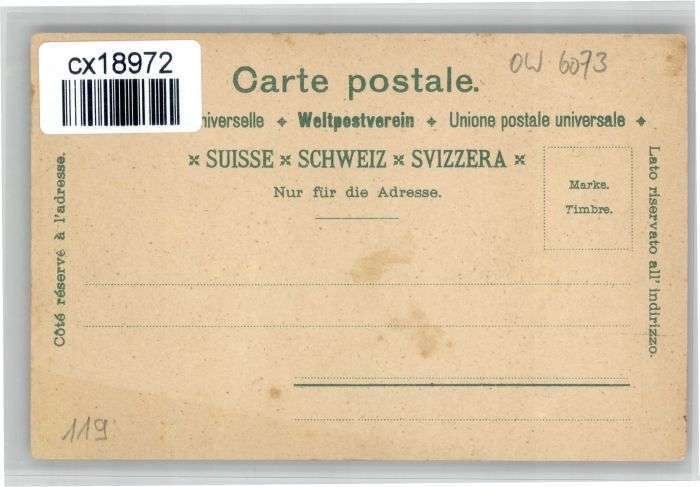 cx18972
OW 6073
Carte postale.
universelle ✦ Weltpostverein ✦ Unione postale universale ✦
× SUISSE × SCHWEIZ × SVIZZERA ×
Nur für die Adresse.
Marke.
Timbre.
Côté réservé à l'adresse.
Lato riservato all' indirizzo.
119